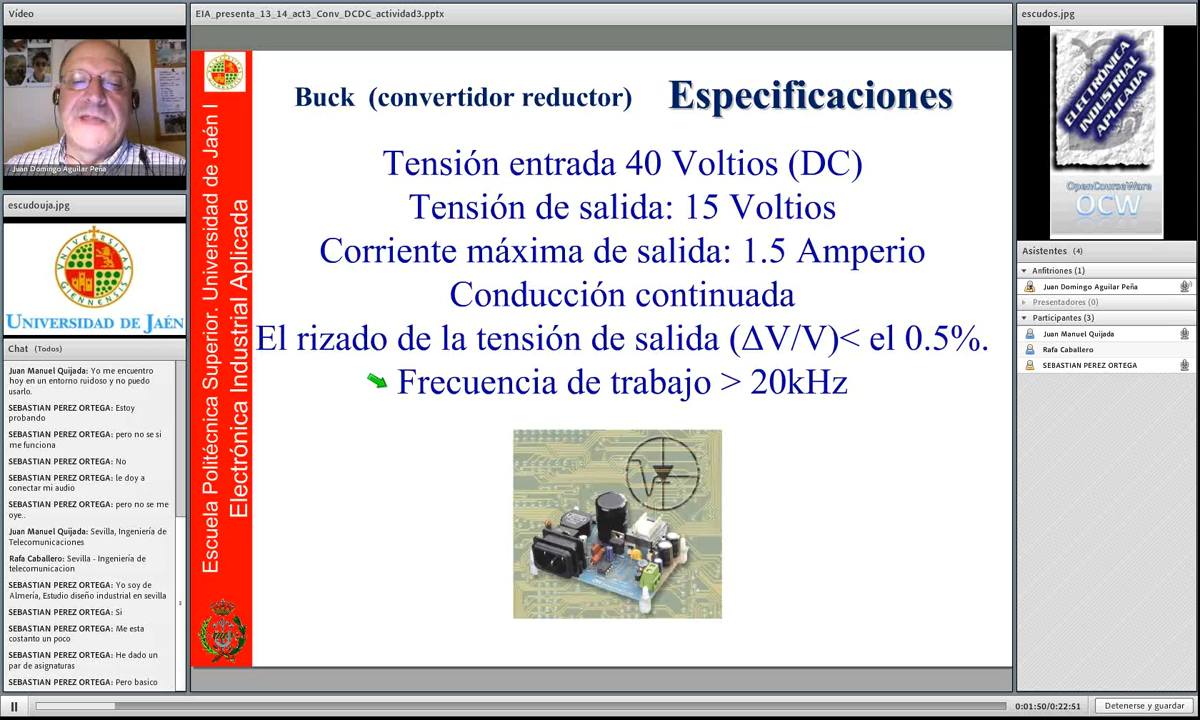 Vídeo
Juan Domingo Aguilar Peña
escudouja.jpg
UNIVERSITAS
GIENNENSIS
UNIVERSIDAD DE JAÉN
Chat (Todos)
Juan Manuel Quijada: Yo me encuentro
hoy en un entorno ruidoso y no puedo
usarlo.
SEBASTIAN PEREZ ORTEGA: Estoy
probando
SEBASTIAN PEREZ ORTEGA: pero no se si
me funciona
SEBASTIAN PEREZ ORTEGA: No
SEBASTIAN PEREZ ORTEGA: le doy a
conectar mi audio
SEBASTIAN PEREZ ORTEGA: pero no se me
oye..
Juan Manuel Quijada: Sevilla, Ingeniería de
Telecomunicaciones
Rafa Caballero: Sevilla - Ingeniería de
telecomunicacion
SEBASTIAN PEREZ ORTEGA: Yo soy de
Almería, Estudio diseño industrial en sevilla
SEBASTIAN PEREZ ORTEGA: Si
SEBASTIAN PEREZ ORTEGA: Me esta
costanto un poco
SEBASTIAN PEREZ ORTEGA: He dado un
par de asignaturas
SEBASTIAN PEREZ ORTEGA: Pero basico
EIA_presenta_13_14_act3_Conv_DCDC_actividad3.pptx
Escuela Politécnica Superior. Universidad de Jaén I
Electrónica Industrial Aplicada
Buck (convertidor reductor) Especificaciones
Tensión entrada 40 Voltios (DC)
Tensión de salida: 15 Voltios
Corriente máxima de salida: 1.5 Amperio
Conducción continuada
El rizado de la tensión de salida (ΔV/V)< el 0.5%.
Frecuencia de trabajo > 20kHz
escudos.jpg
ELECTRÓNICA
INDUSTRIAL
APLICADA
OpenCourseWare
OCW
Asistentes (4)
Anfitriones (1)
Juan Domingo Aguilar Peña
Presentadores (0)
Participantes (3)
Juan Manuel Quijada
Rafa Caballero
SEBASTIAN PEREZ ORTEGA
0:01:50/0:22:51
Detenerse y guardar